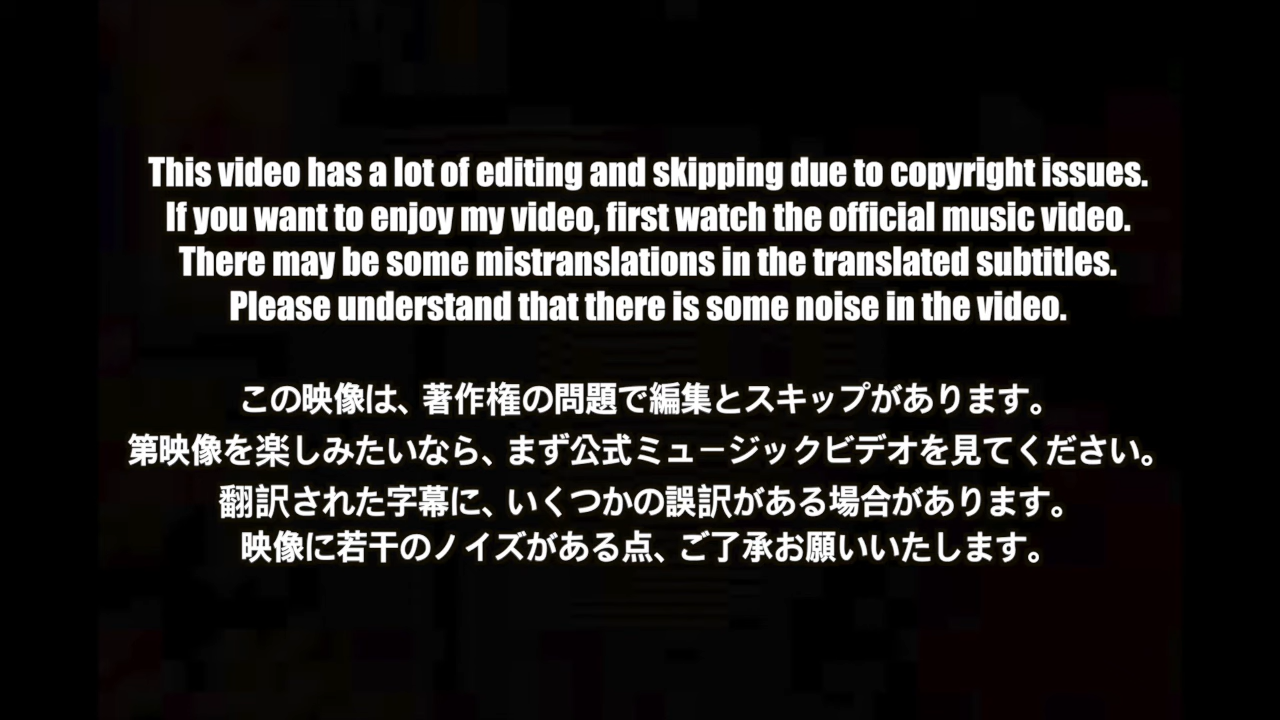 This video has a lot of editing and skipping due to copyright issues.
If you want to enjoy my video, first watch the official music video.
There may be some mistranslations in the translated subtitles.
Please understand that there is some noise in the video.
この映像は、著作権の問題で編集とスキップがあります。
第映像を楽しみたいなら、まず公式ミュージックビデオを見てください。
翻訳された字幕に、いくつかの誤訳がある場合があります。
映像に若干のノイズがある点、ご了承お願いいたします。